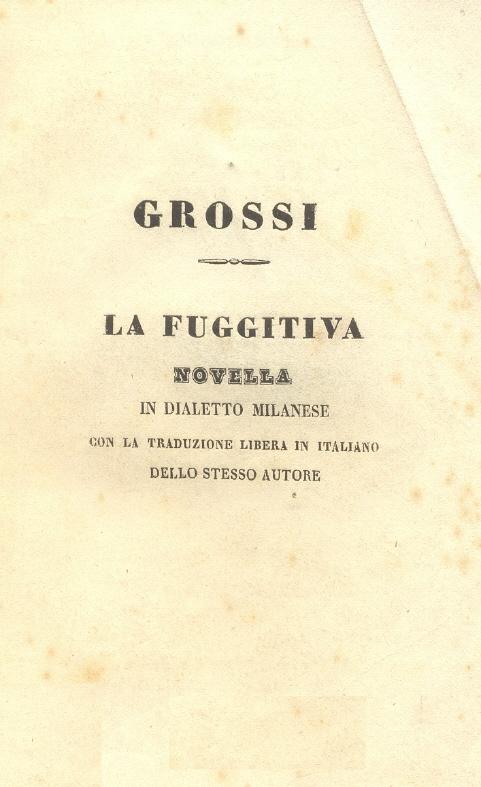 GROSSI
LA FUGGITIVA
NOVELLA
IN DIALETTO MILANESE
CON LA TRADUZIONE LIBERA IN ITALIANO
DELLO STESSO AUTORE